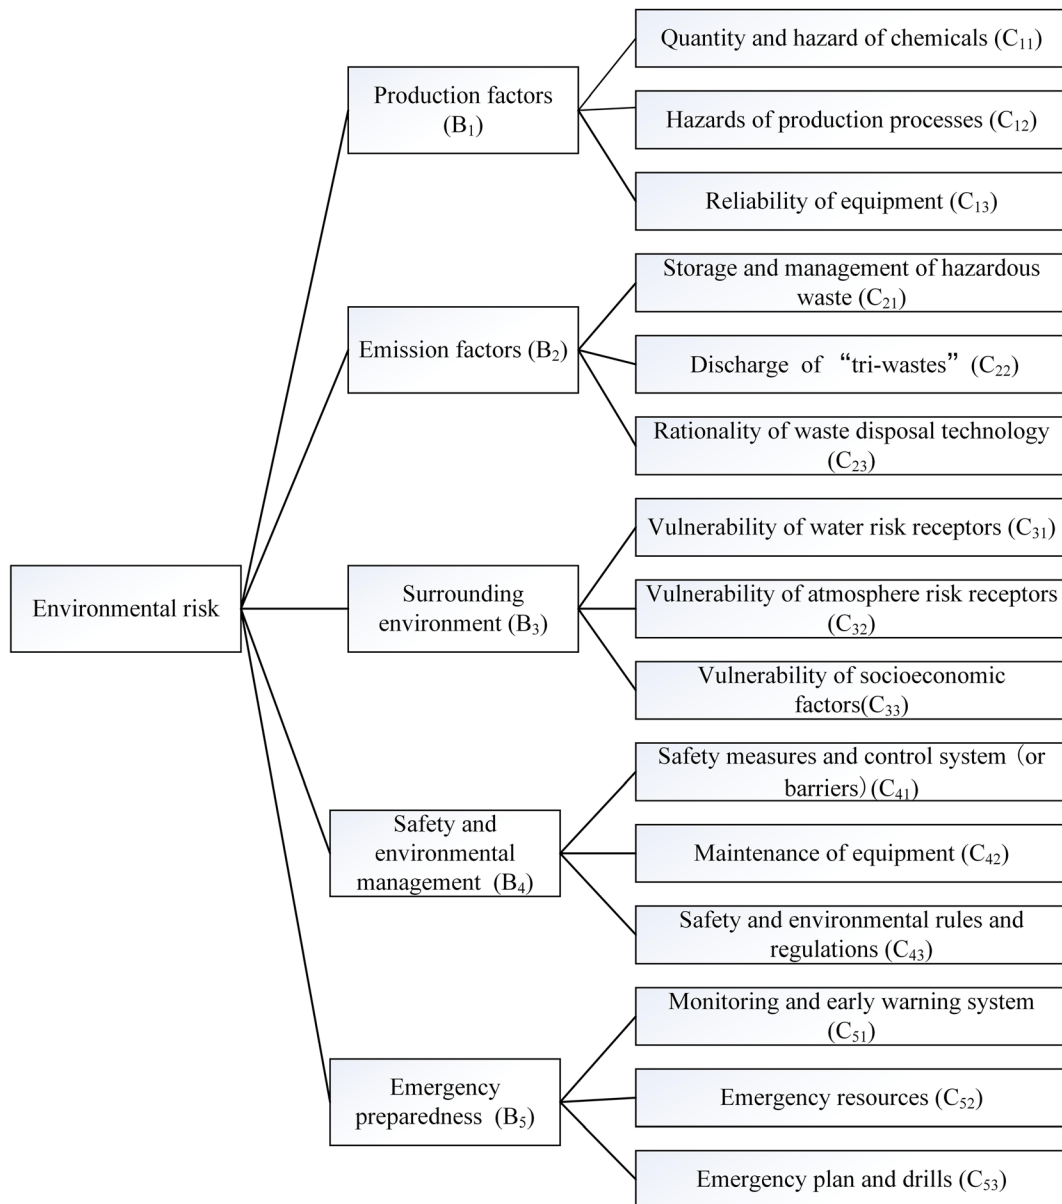 Quantity and hazard of chemicals (C₁₁)
Production factors
(B₁)
Hazards of production processes (C₁₂)
Reliability of equipment (C₁₃)
Storage and management of hazardous
waste (C₂₁)
Emission factors (B₂)
Discharge of “tri-wastes” (C₂₂)
Rationality of waste disposal technology
(C₂₃)
Vulnerability of water risk receptors (C₃₁)
Environmental risk
Surrounding
environment (B₃)
Vulnerability of atmosphere risk receptors
(C₃₂)
Vulnerability of socioeconomic
factors(C₃₃)
Safety measures and control system（or
barriers）(C₄₁)
Safety and
environmental
management (B₄)
Maintenance of equipment (C₄₂)
Safety and environmental rules and
regulations (C₄₃)
Monitoring and early warning system
(C₅₁)
Emergency
preparedness (B₅)
Emergency resources (C₅₂)
Emergency plan and drills (C₅₃)